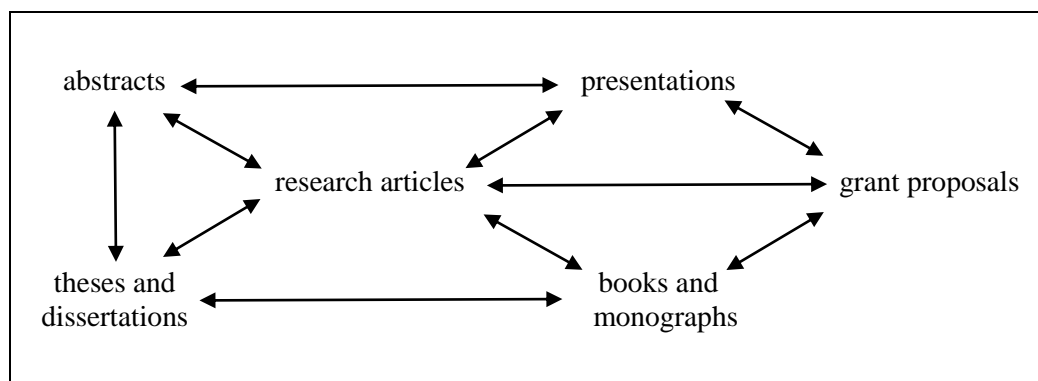 abstracts
presentations
research articles
grant proposals
theses and
dissertations
books and
monographs